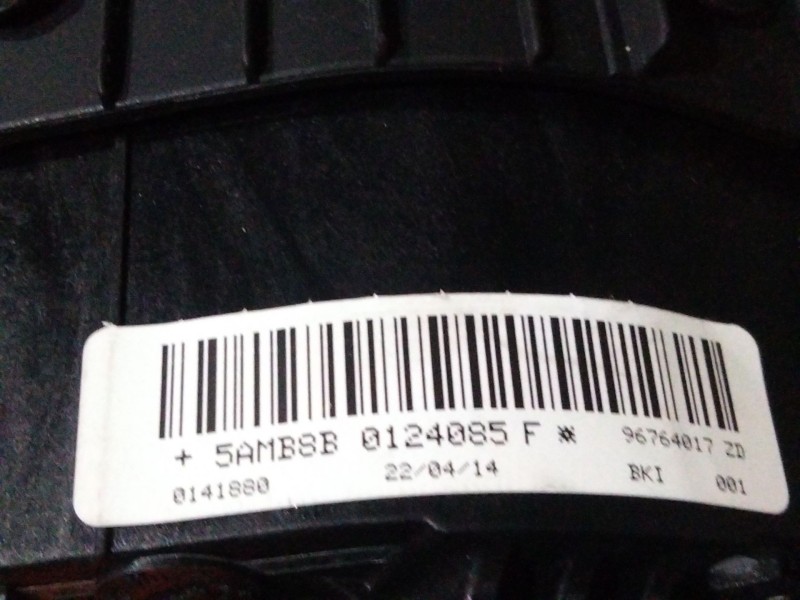 + 5AMB8B 0124085 F * 96764017 ZD
0141880 22/04/14 BKI 001